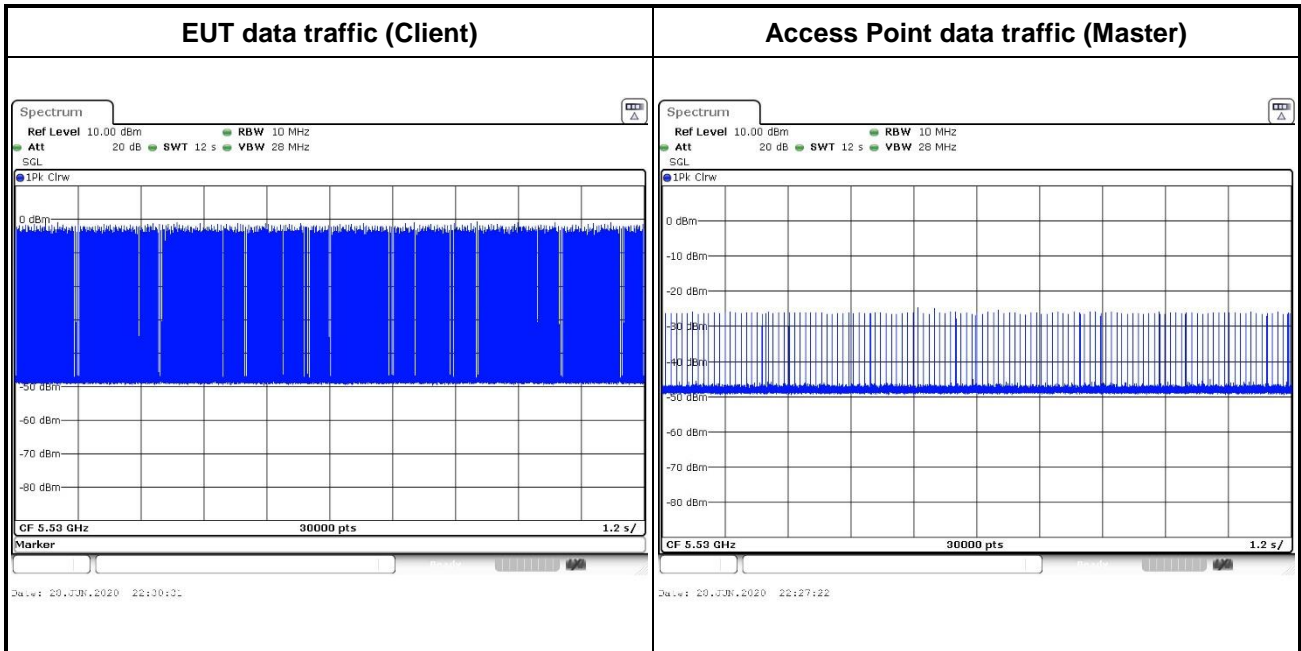 EUT data traffic (Client)
Access Point data traffic (Master)
Spectrum
Ref Level 10.00 dBm RBW 10 MHz
Att 20 dB SWT 12 s VBW 28 MHz
SGL
1Pk Clrw
0 dBm
-50 dBm
-60 dBm
-70 dBm
-80 dBm
CF 5.53 GHz 30000 pts 1.2 s/
Marker
Date: 28.JUN.2020
Spectrum
Ref Level 10.00 dBm RBW 10 MHz
Att 20 dB SWT 12 s VBW 28 MHz
SGL
1Pk Clrw
0 dBm
-10 dBm
-20 dBm
-30 dBm
-40 dBm
-50 dBm
-60 dBm
-70 dBm
-80 dBm
CF 5.53 GHz 30000 pts 1.2 s/
Date: 28.JUN.2020 22:27:22